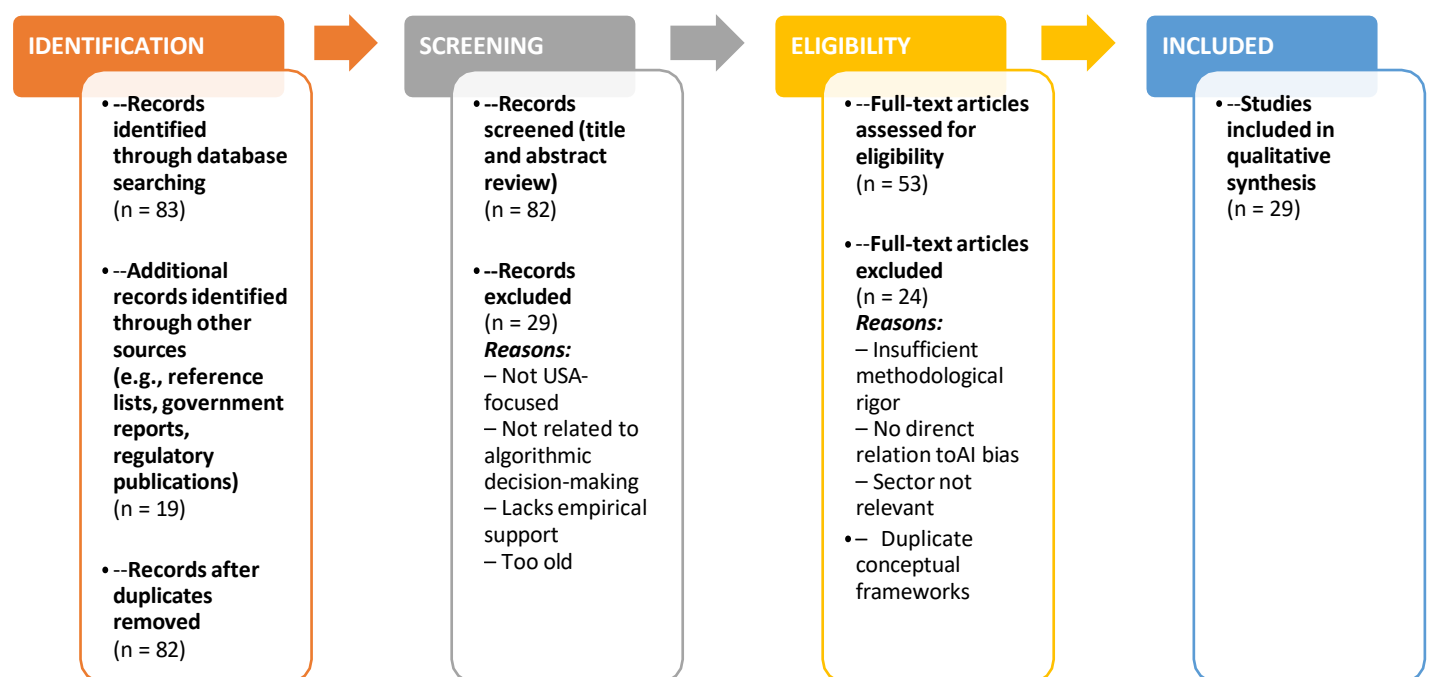 IDENTIFICATION
• --Records
identified
through database
searching
(n = 83)
• --Additional
records identified
through other
sources
(e.g., reference
lists, government
reports,
regulatory
publications)
(n = 19)
• --Records after
duplicates
removed
(n = 82)
SCREENING
• --Records
screened (title
and abstract
review)
(n = 82)
• --Records
excluded
(n = 29)
Reasons:
– Not USA-
focused
– Not related to
algorithmic
decision-making
– Lacks empirical
support
– Too old
ELIGIBILITY
• --Full-text articles
assessed for
eligibility
(n = 53)
• --Full-text articles
excluded
(n = 24)
Reasons:
– Insufficient
methodological
rigor
– No direnct
relation toAI bias
– Sector not
relevant
• – Duplicate
conceptual
frameworks
INCLUDED
• --Studies
included in
qualitative
synthesis
(n = 29)